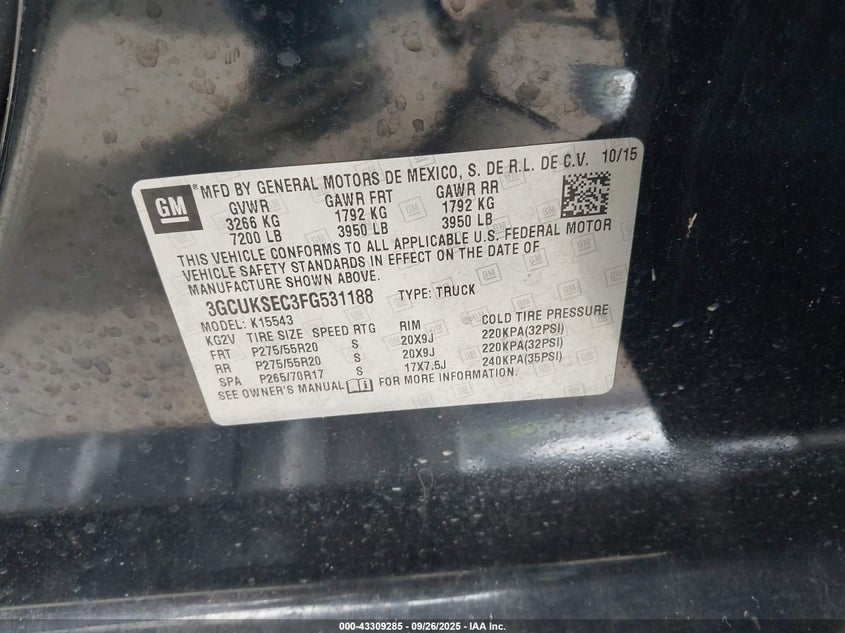 GM ® MFD BY GENERAL MOTORS DE MEXICO, S. DE R.L. DE C.V. 10/15
GVWR GAWR FRT GAWR RR
3266 KG 1792 KG 1792 KG
7200 LB 3950 LB 3950 LB
THIS VEHICLE CONFORMS TO ALL APPLICABLE U.S. FEDERAL MOTOR
VEHICLE SAFETY STANDARDS IN EFFECT ON THE DATE OF
MANUFACTURE SHOWN ABOVE.
3GCUKSEC3FG531188 TYPE: TRUCK
MODEL: K15543
KG2V TIRE SIZE SPEED RTG RIM COLD TIRE PRESSURE
FRT P275/55R20 S 20X9J 220KPA(32PSI)
RR P275/55R20 S 20X9J 220KPA(32PSI)
SPA P265/70R17 S 17X7.5J 240KPA(35PSI)
SEE OWNER'S MANUAL FOR MORE INFORMATION.
000-43309285 - 09/26/2025 - IAA Inc.